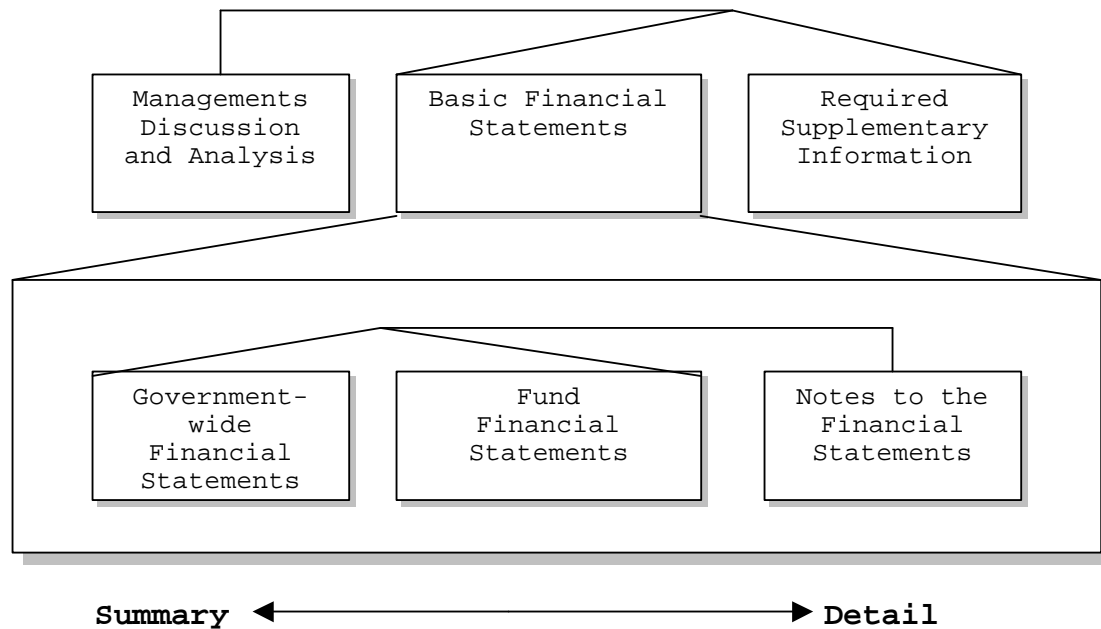 Managements
Discussion
and Analysis
Basic Financial
Statements
Required
Supplementary
Information
Government-
wide
Financial
Statements
Fund
Financial
Statements
Notes to the
Financial
Statements
Summary
Detail